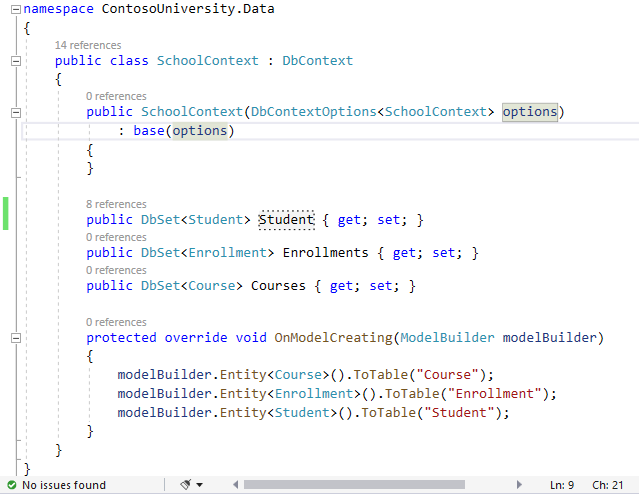 namespace ContosoUniversity.Data
{
14 references
public class SchoolContext : DbContext
{
0 references
public SchoolContext(DbContextOptions<SchoolContext> options)
: base(options)
{
}
8 references
public DbSet<Student> Student { get; set; }
0 references
public DbSet<Enrollment> Enrollments { get; set; }
0 references
public DbSet<Course> Courses { get; set; }
0 references
protected override void OnModelCreating(ModelBuilder modelBuilder)
{
modelBuilder.Entity<Course>().ToTable("Course");
modelBuilder.Entity<Enrollment>().ToTable("Enrollment");
modelBuilder.Entity<Student>().ToTable("Student");
}
}
}
No issues found Ln: 9 Ch: 21